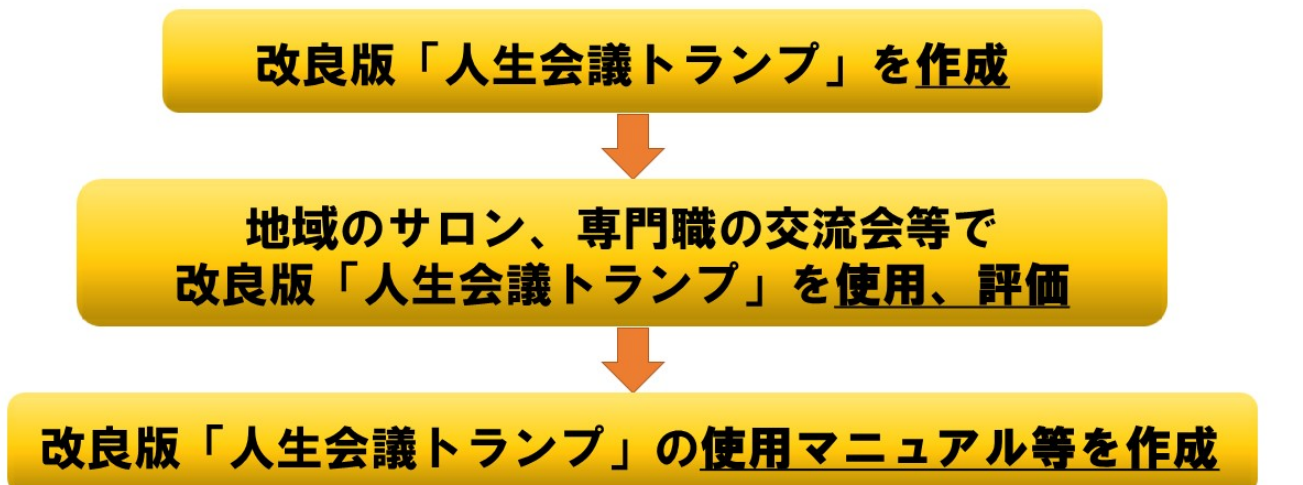 改良版「人生会議トランプ」を作成
地域のサロン、専門職の交流会等で
改良版「人生会議トランプ」を使用、評価
改良版「人生会議トランプ」の使用マニュアル等を作成